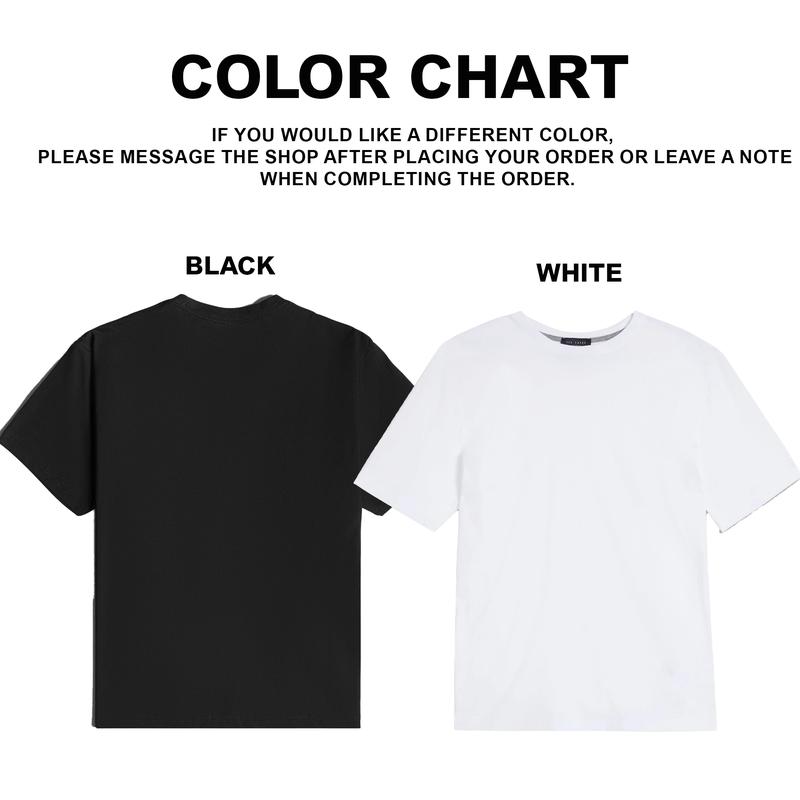 COLOR CHART
IF YOU WOULD LIKE A DIFFERENT COLOR,
PLEASE MESSAGE THE SHOP AFTER PLACING YOUR ORDER OR LEAVE A NOTE
WHEN COMPLETING THE ORDER.
BLACK
WHITE